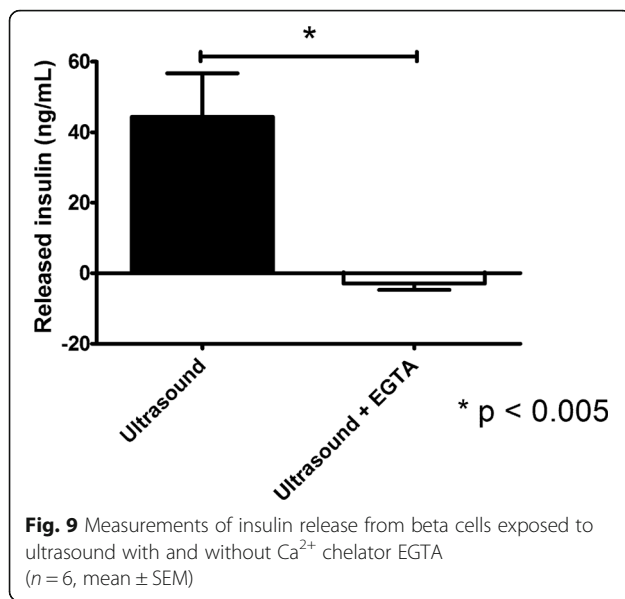 *
60
40
20
0
-20
Released insulin (ng/mL)
Ultrasound
Ultrasound + EGTA
* p < 0.005
Fig. 9 Measurements of insulin release from beta cells exposed to
ultrasound with and without Ca²⁺ chelator EGTA
(n = 6, mean ± SEM)